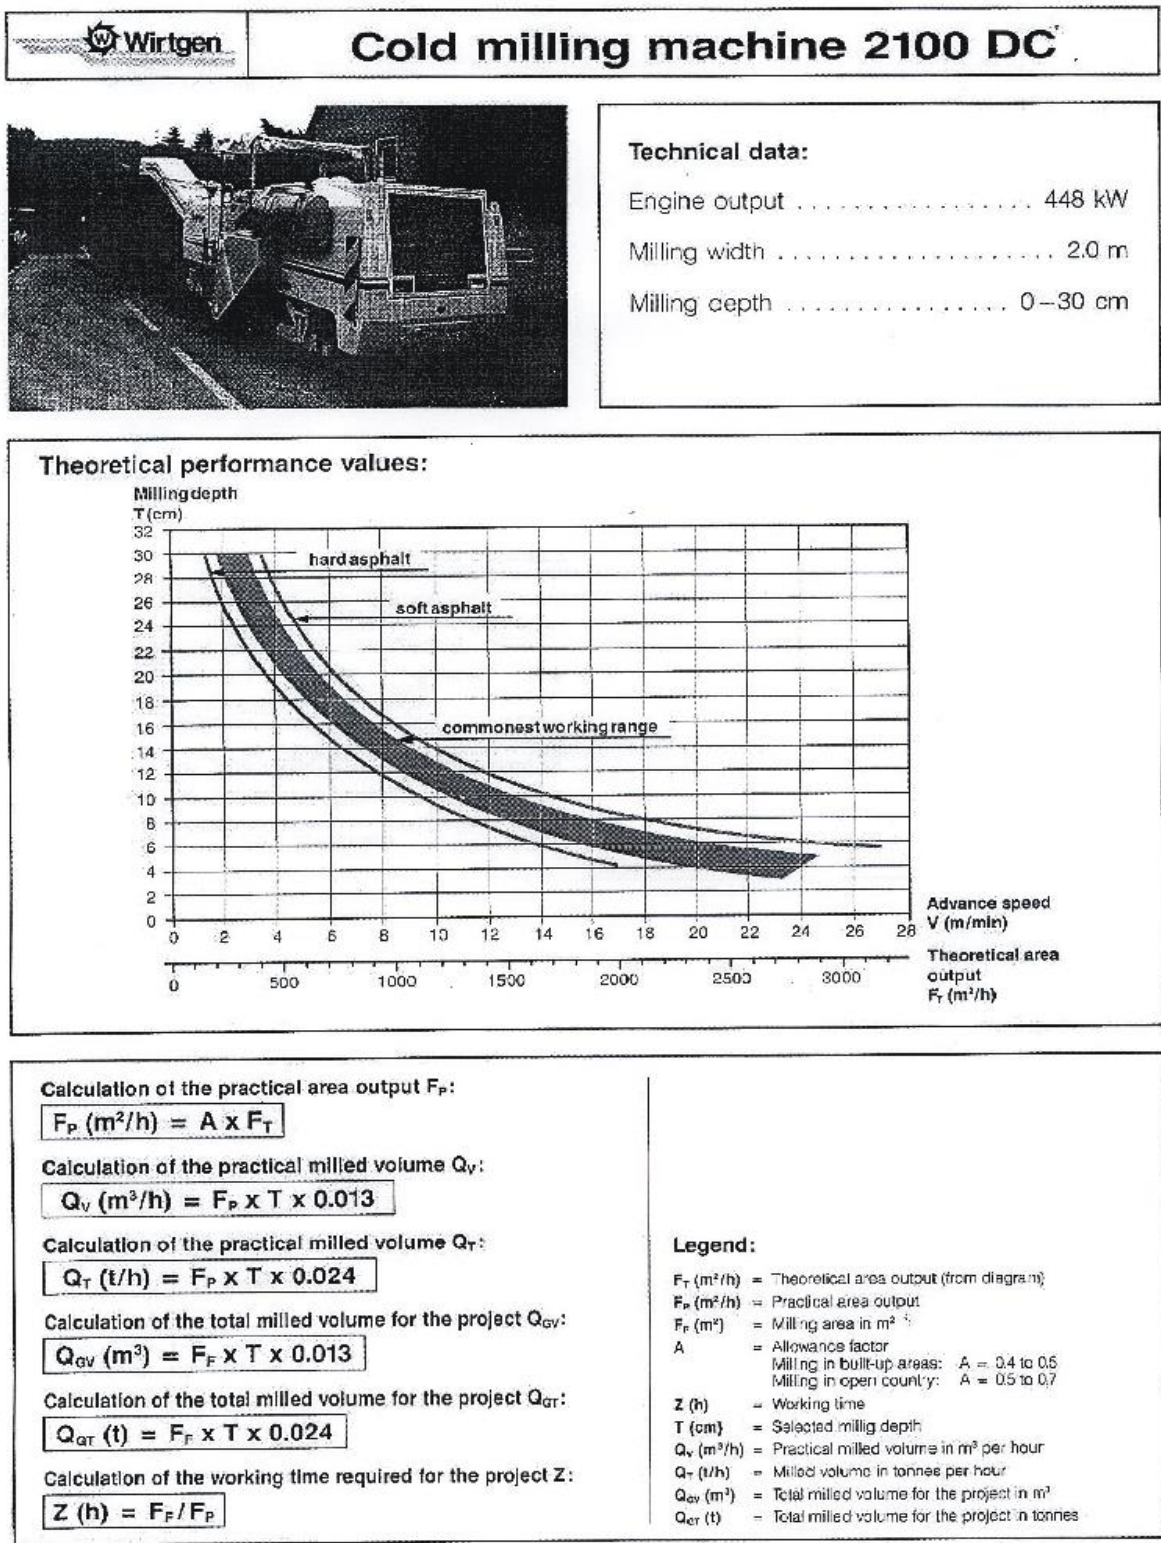 Wirtgen
Cold milling machine 2100 DC
Technical data:
Engine output . . . . . . . . . . . . . . . . . 448 kW
Milling width . . . . . . . . . . . . . . . . . . . . 2.0 m
Milling depth . . . . . . . . . . . . . . . . 0–30 cm
Theoretical performance values:
Milling depth
T (cm)
32
30
28
26
24
22
20
18
16
14
12
10
8
6
4
2
0
hard asphalt
soft asphalt
commonest working range
0 2 4 6 8 10 12 14 16 18 20 22 24 26 28
Advance speed
V (m/min)
0 500 1000 1500 2000 2500 3000
Theoretical area
output
F_T (m²/h)
Calculation of the practical area output F_P:
F_P (m²/h) = A x F_T
Calculation of the practical milled volume Q_V:
Q_V (m³/h) = F_P x T x 0.013
Calculation of the practical milled volume Q_T:
Q_T (t/h) = F_P x T x 0.024
Calculation of the total milled volume for the project Q_GV:
Q_GV (m³) = F_F x T x 0.013
Calculation of the total milled volume for the project Q_GT:
Q_GT (t) = F_F x T x 0.024
Calculation of the working time required for the project Z:
Z (h) = F_F / F_P
Legend:
F_T (m²/h) = Theoretical area output (from diagram)
F_P (m²/h) = Practical area output
F_F (m²) = Milling area in m²
A = Allowance factor
Milling in built-up areas: A = 0.4 to 0.5
Milling in open country: A = 0.5 to 0.7
Z (h) = Working time
T (cm) = Selected millig depth
Q_V (m³/h) = Practical milled volume in m³ per hour
Q_T (t/h) = Milled volume in tonnes per hour
Q_GV (m³) = Total milled volume for the project in m³
Q_GT (t) = Total milled volume for the project in tonnes